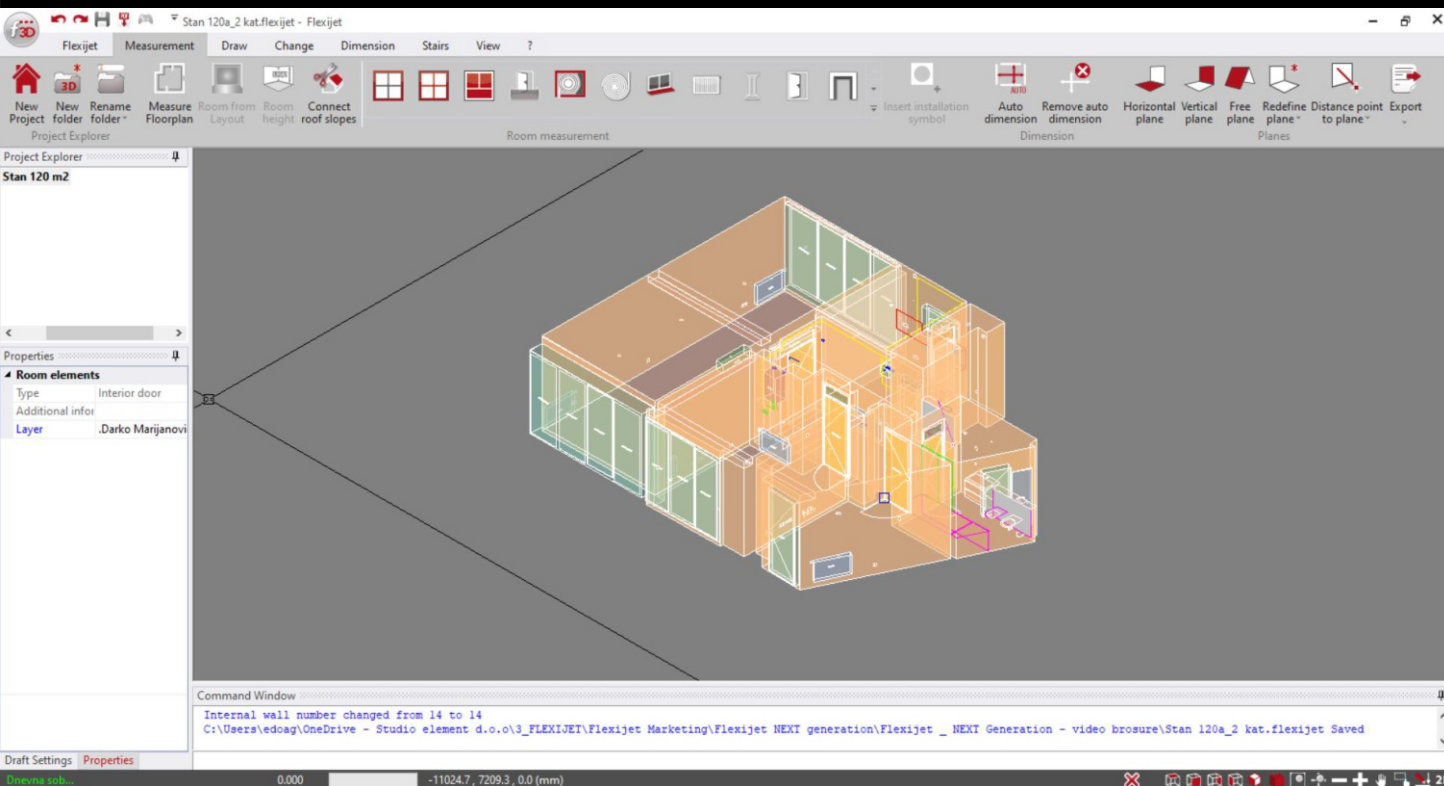 f3D
Stan 120a_2 kat.flexijet - Flexijet
Flexijet Measurement Draw Change Dimension Stairs View ?
New Project
3D New folder
Rename folder
Measure Floorplan
Room from Layout
Room height
Connect roof slopes
Insert installation symbol
AUTO
Auto dimension
Remove auto dimension
Horizontal plane
Vertical plane
Free plane
Redefine plane
Distance point to plane
Export
Project Explorer Room measurement Dimension Planes
Project Explorer
Stan 120 m2
Properties
Room elements
Type Interior door
Additional infor
Layer .Darko Marijanovi
Command Window
Internal wall number changed from 14 to 14
C:\Users\edoag\OneDrive - Studio element d.o.o\3_FLEXIJET\Flexijet Marketing\Flexijet NEXT generation\Flexijet _ NEXT Generation - video brosure\Stan 120a_2 kat.flexijet Saved
Draft Settings Properties
Dnevna sob... 0.000 -11024.7 , 7209.3 , 0.0 (mm)